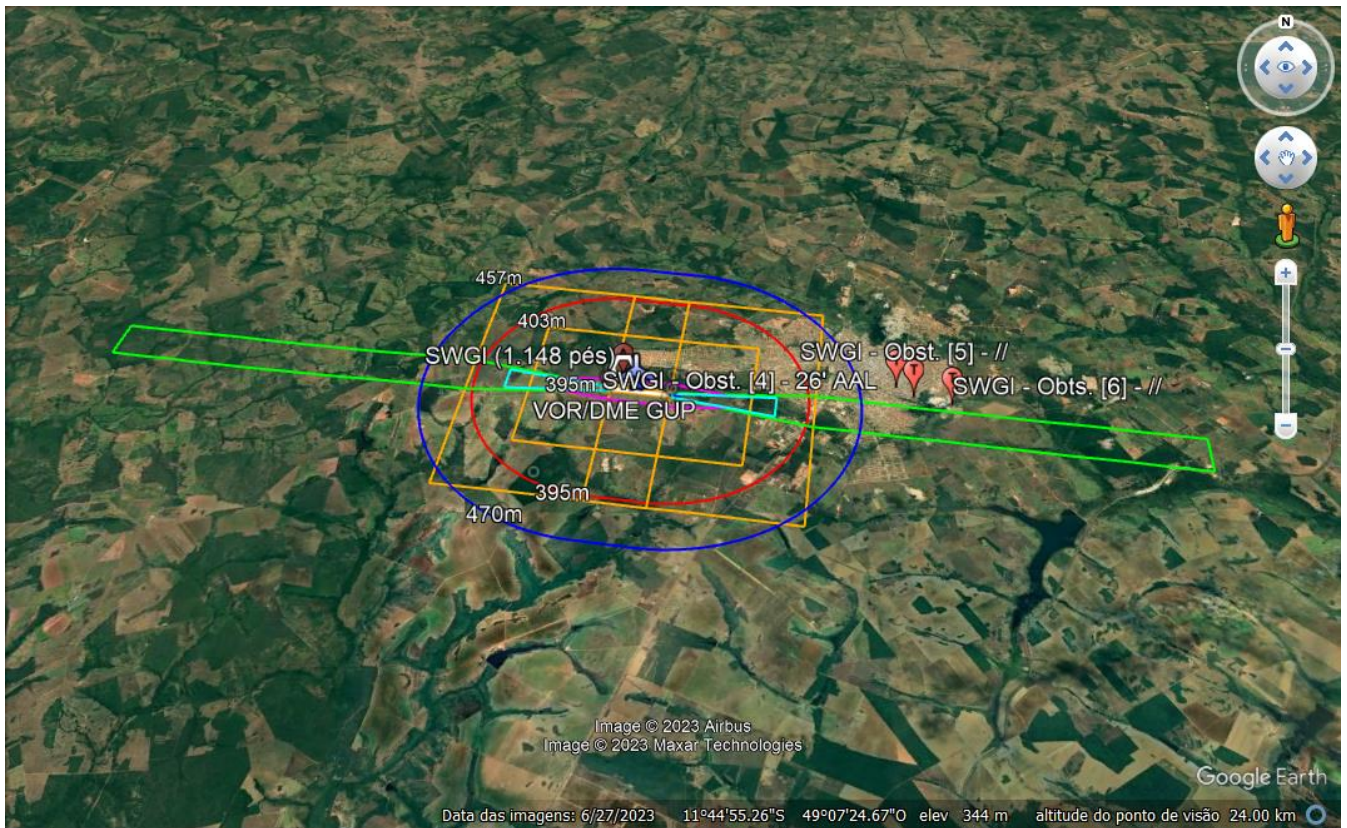 N
457m
403m
SWGI (1.148 pés)
SWGI - Obst. [5] - //
395m
SWGI - Obst. [4] - 26' AAL
SWGI - Obts. [6] - //
VOR/DME GUP
395m
470m
Image © 2023 Airbus
Image © 2023 Maxar Technologies
Google Earth
Data das imagens: 6/27/2023 11°44'55.26"S 49°07'24.67"O elev 344 m altitude do ponto de visão 24.00 km